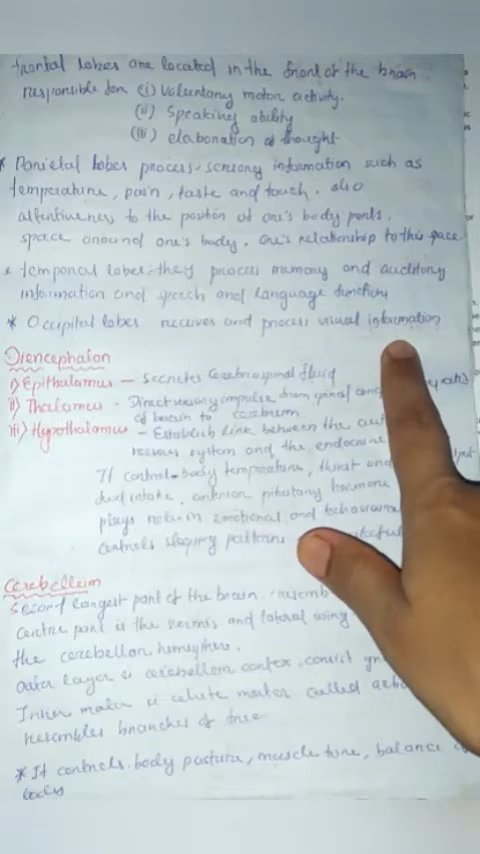 frontal lobes are located in the front of the brain
responsible for (i) Voluntary motor activity.
(ii) Speaking ability
(iii) elaboration of thought
* Parietal lobes process sensory information such as
temperature, pain, taste and touch. also
attentiveness to the position of one's body parts,
space around one's body, one's relationship to this space.
* temporal lobes:- they process memory and auditory
information and speech and language functions
* Occipital lobes receives and process visual information
Diencephalon
i) Epithalamus — Secretes Cerebrospinal fluid
ii) Thalamus - Direct sensory impulse from spinal
of brain to cerebrum
iii) Hypothalamus - Establish link between the
nervous system and the endocrine
It control body temperature, thirst and
fluid intake, pituitary hormone
plays role in emotional and
controls sleeping patterns
Cerebellum
Second largest part of the brain
Centre part is the vermis and lateral wing
the cerebellar hemisphere.
Outer layer is cerebellum cortex, consist
Inner matter is white matter called
resembles branches of tree
* It controls body posture, muscle tone, balance
body